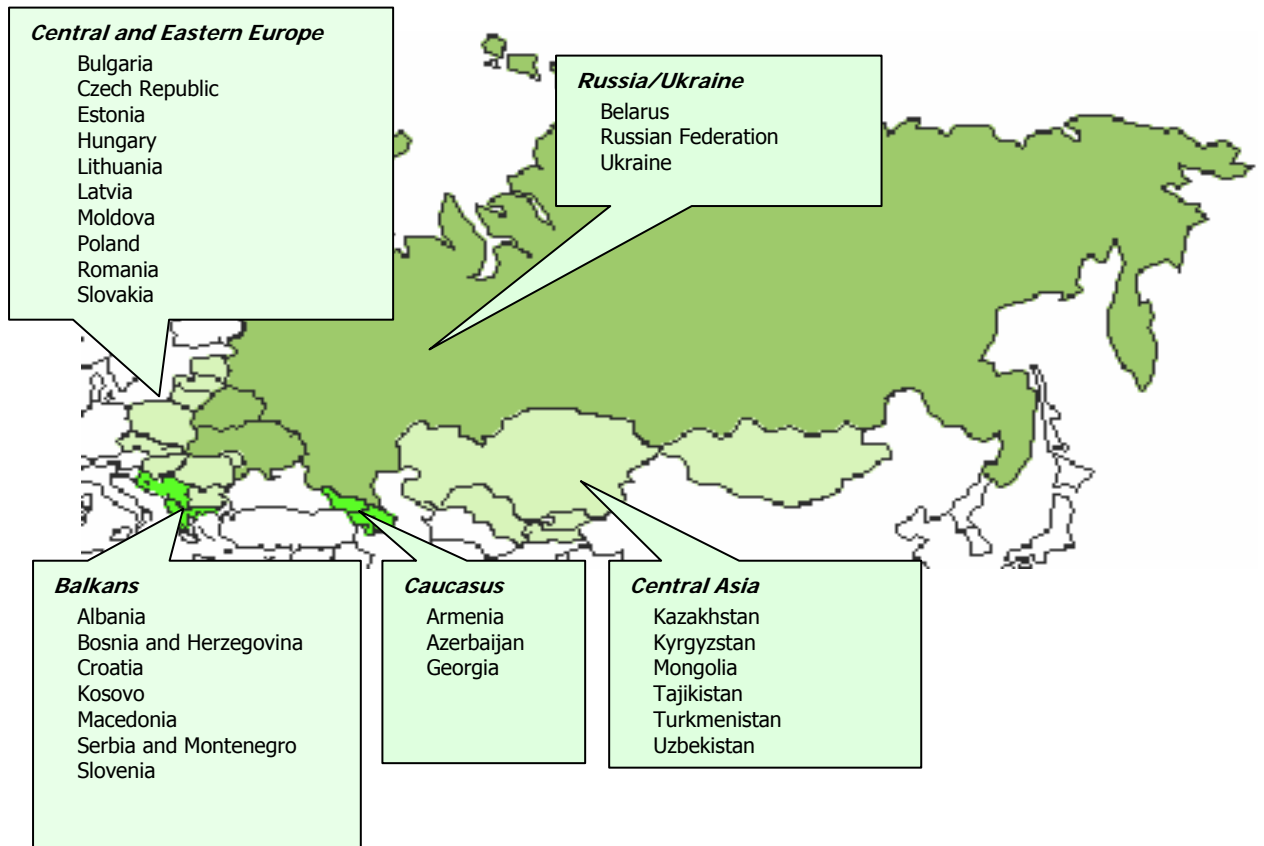 Central and Eastern Europe
Bulgaria
Czech Republic
Estonia
Hungary
Lithuania
Latvia
Moldova
Poland
Romania
Slovakia
Russia/Ukraine
Belarus
Russian Federation
Ukraine
Balkans
Albania
Bosnia and Herzegovina
Croatia
Kosovo
Macedonia
Serbia and Montenegro
Slovenia
Caucasus
Armenia
Azerbaijan
Georgia
Central Asia
Kazakhstan
Kyrgyzstan
Mongolia
Tajikistan
Turkmenistan
Uzbekistan